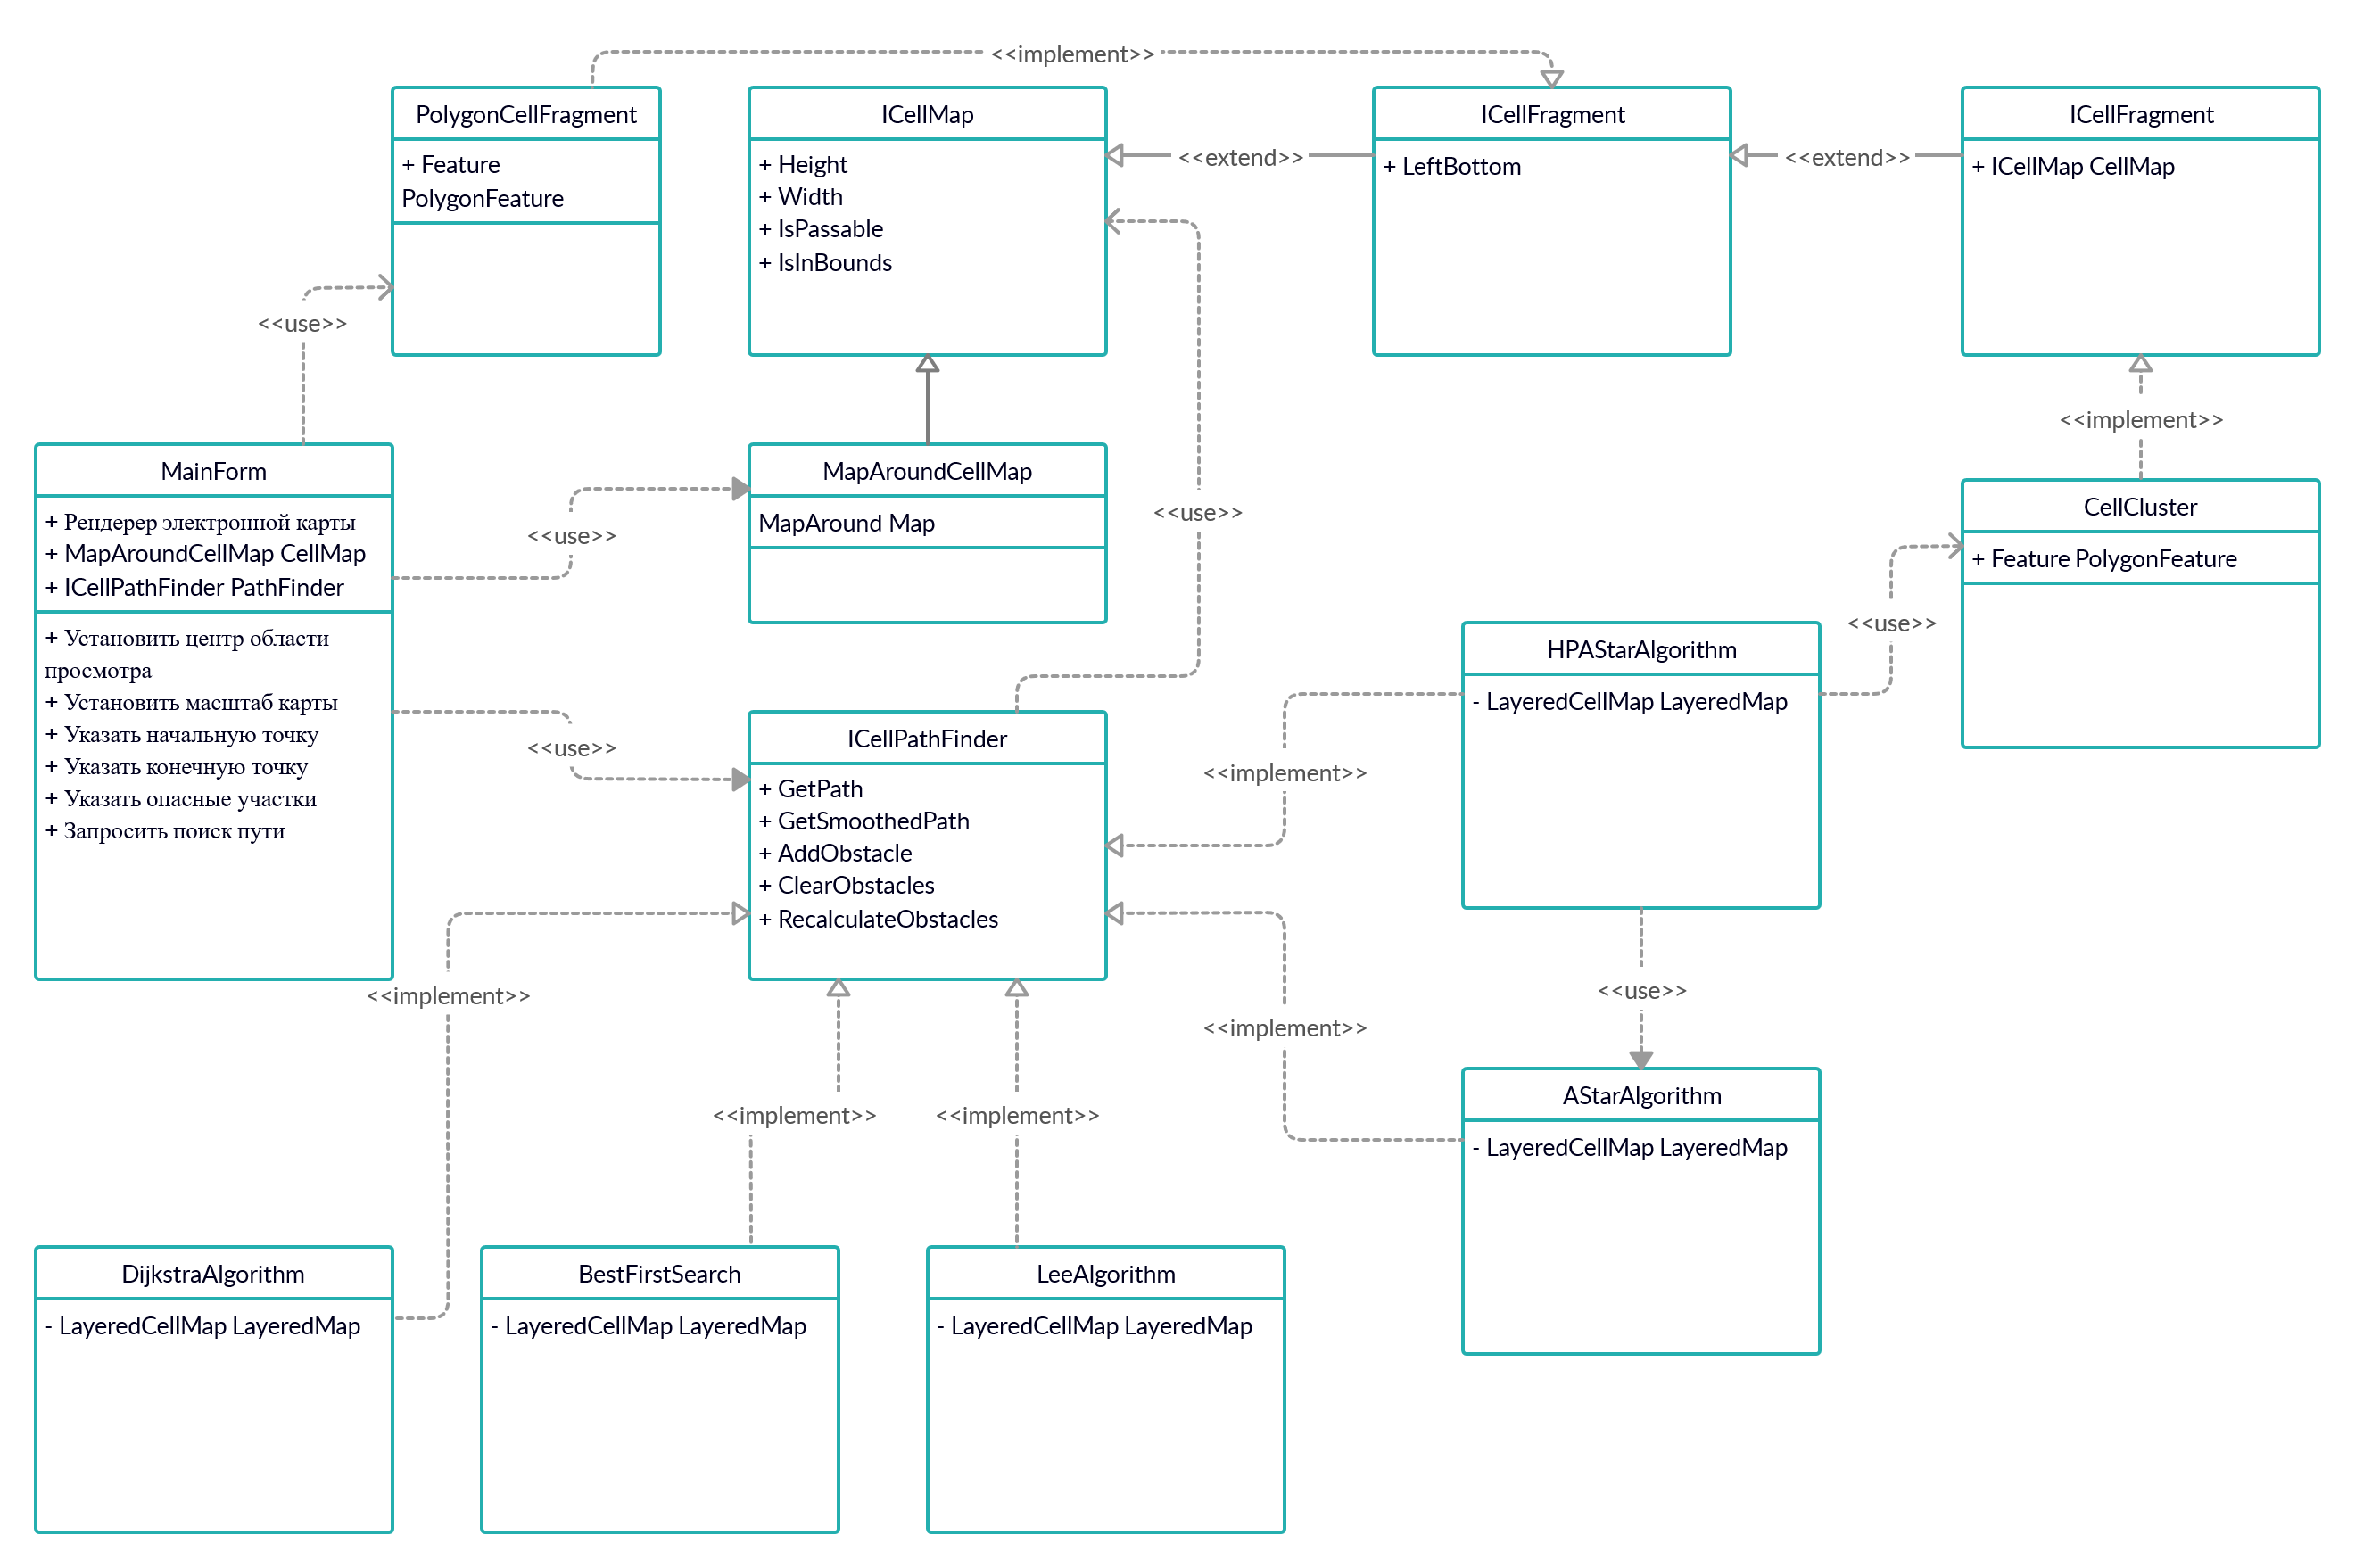 <<implement>>
PolygonCellFragment
+ Feature
PolygonFeature
ICellMap
+ Height
+ Width
+ IsPassable
+ IsInBounds
<<extend>>
ICellFragment
+ LeftBottom
<<extend>>
ICellFragment
+ ICellMap CellMap
<<use>>
<<implement>>
MainForm
+ Рендерер электронной карты
+ MapAroundCellMap CellMap
+ ICellPathFinder PathFinder
+ Установить центр области
просмотра
+ Установить масштаб карты
+ Указать начальную точку
+ Указать конечную точку
+ Указать опасные участки
+ Запросить поиск пути
<<use>>
MapAroundCellMap
MapAround Map
<<use>>
CellCluster
+ Feature PolygonFeature
<<use>>
HPAStarAlgorithm
- LayeredCellMap LayeredMap
<<use>>
ICellPathFinder
+ GetPath
+ GetSmoothedPath
+ AddObstacle
+ ClearObstacles
+ RecalculateObstacles
<<implement>>
<<implement>>
<<use>>
<<implement>>
<<implement>>
<<implement>>
AStarAlgorithm
- LayeredCellMap LayeredMap
DijkstraAlgorithm
- LayeredCellMap LayeredMap
BestFirstSearch
- LayeredCellMap LayeredMap
LeeAlgorithm
- LayeredCellMap LayeredMap